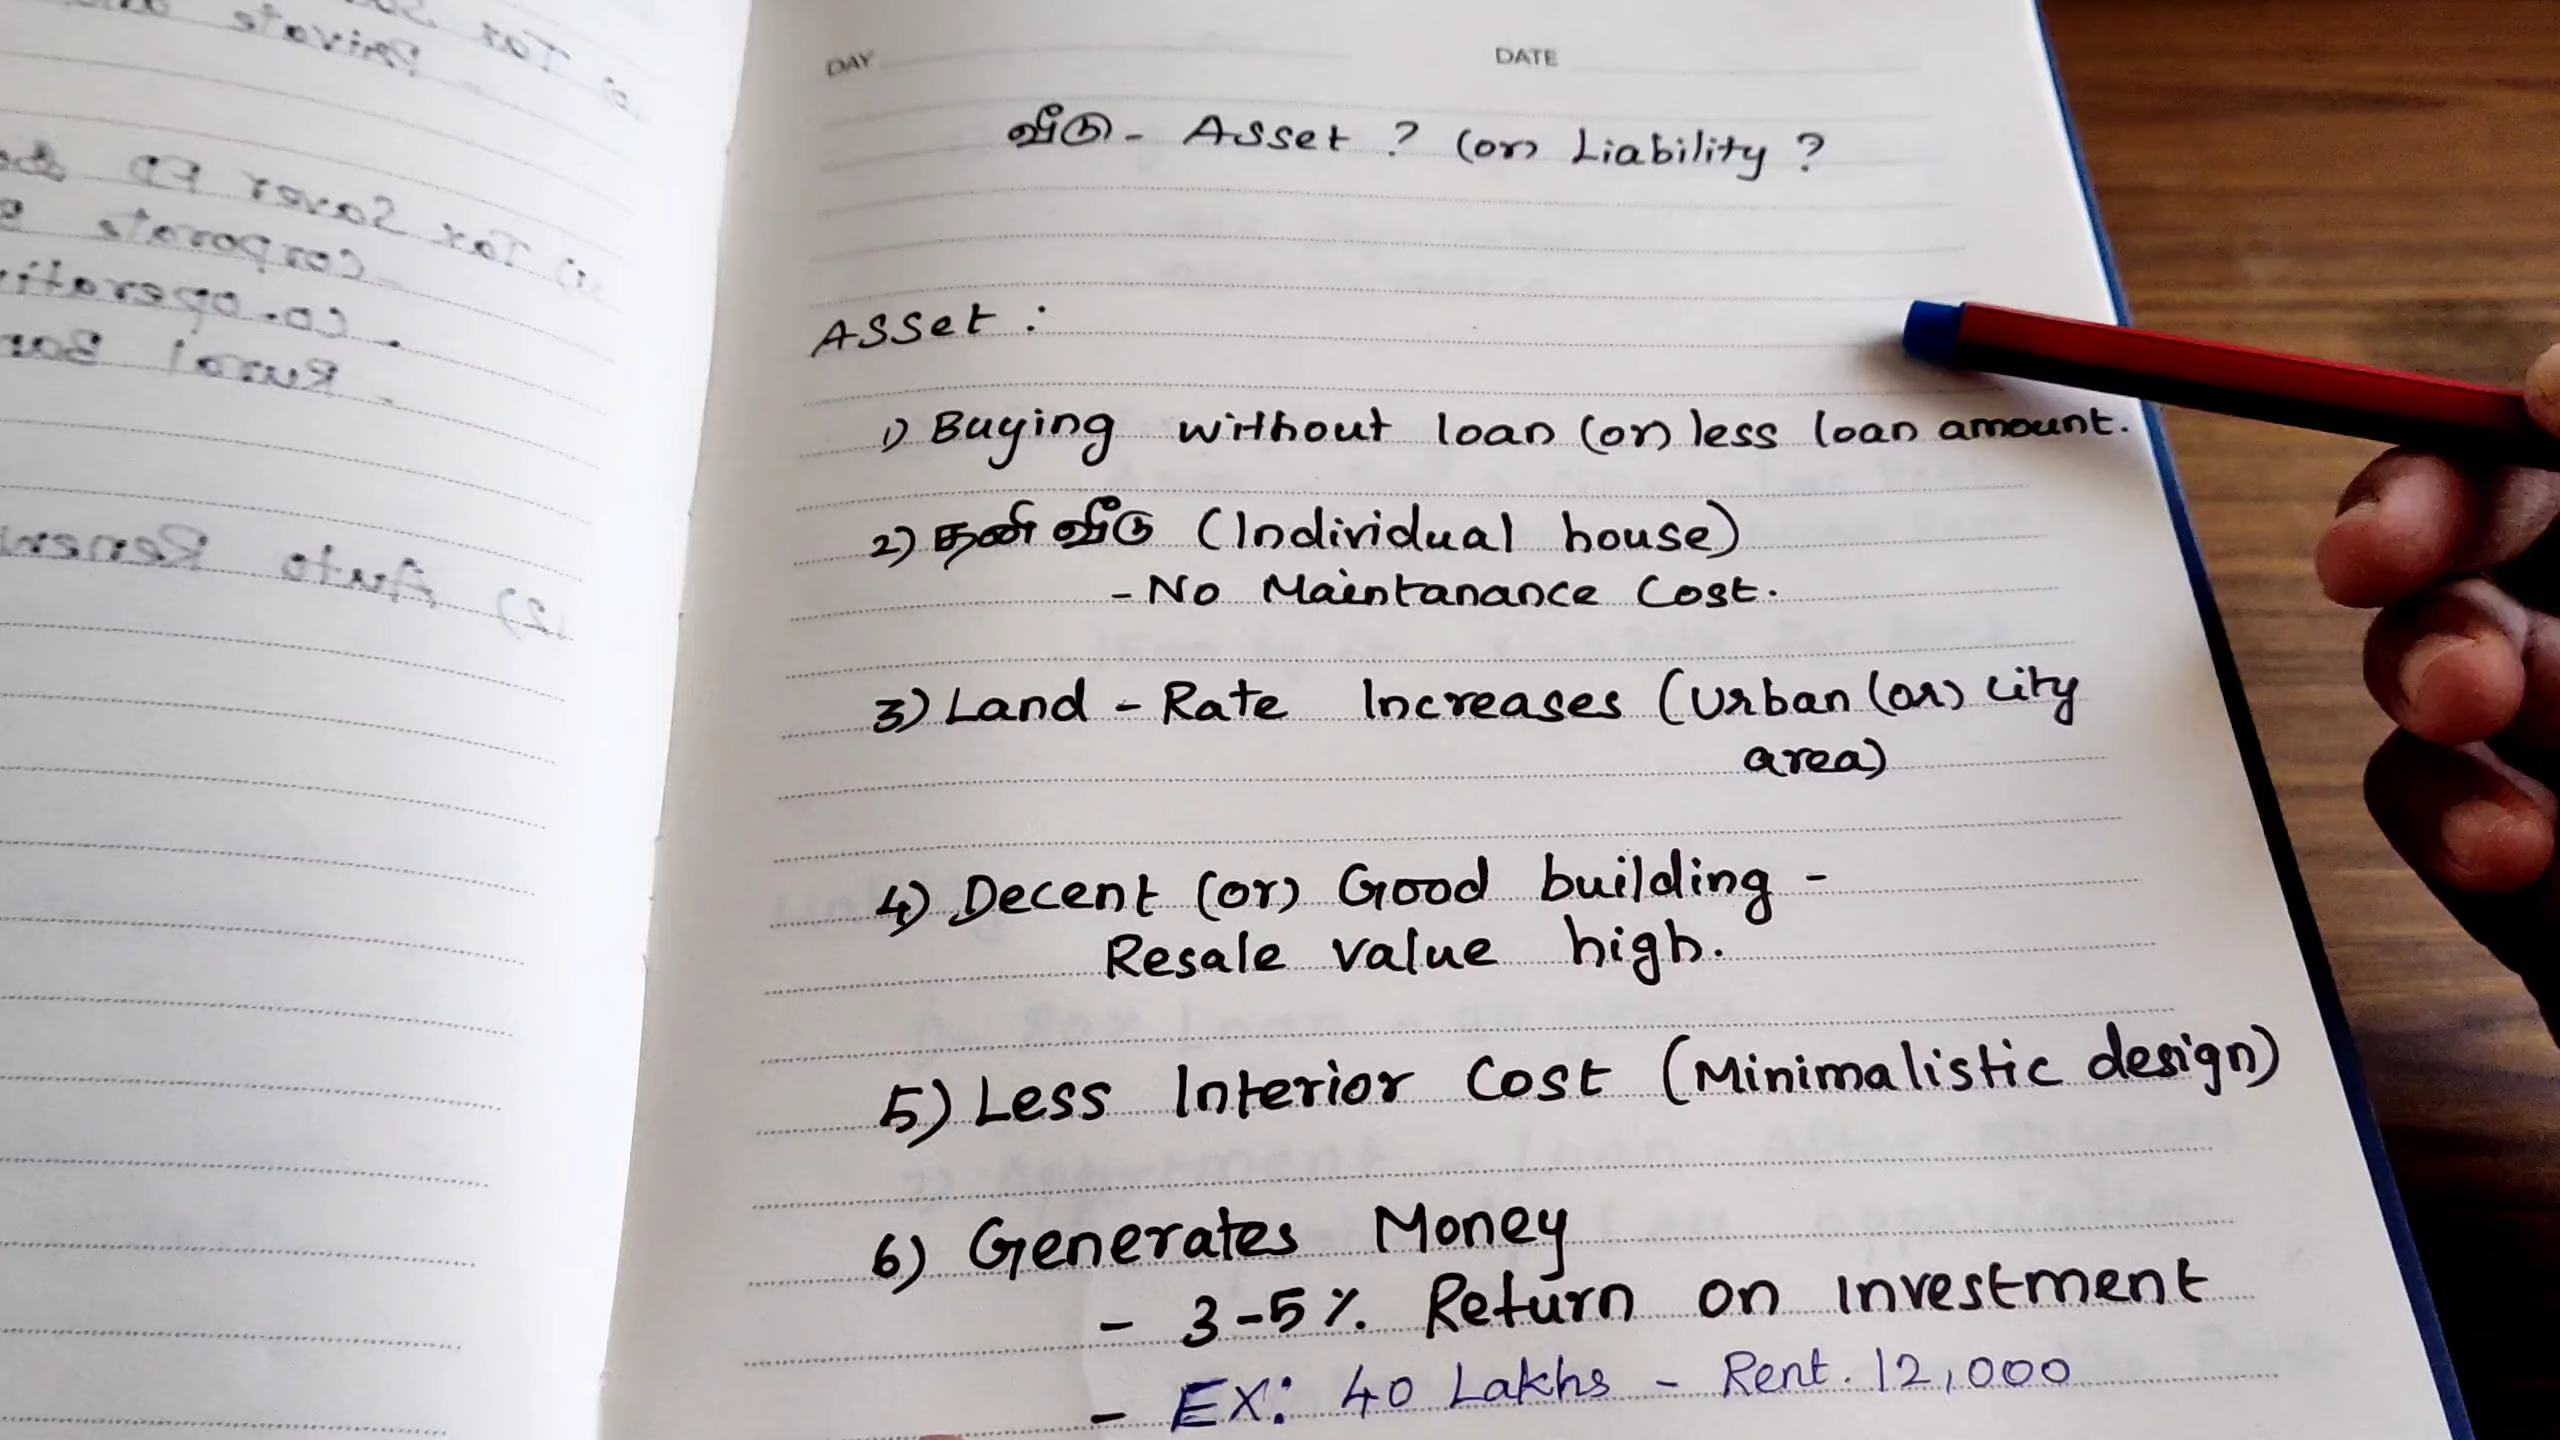 DAY DATE
வீடு - Asset ? (or) Liability ?
Asset :
1) Buying without loan (or) less loan amount.
2) தனி வீடு (Individual house)
- No Maintanance Cost.
3) Land - Rate Increases (Urban (or) city
area)
4) Decent (or) Good building -
Resale value high.
5) Less Interior Cost (Minimalistic design)
6) Generates Money
- 3-5% Return on investment
- EX: 40 Lakhs - Rent. 12,000